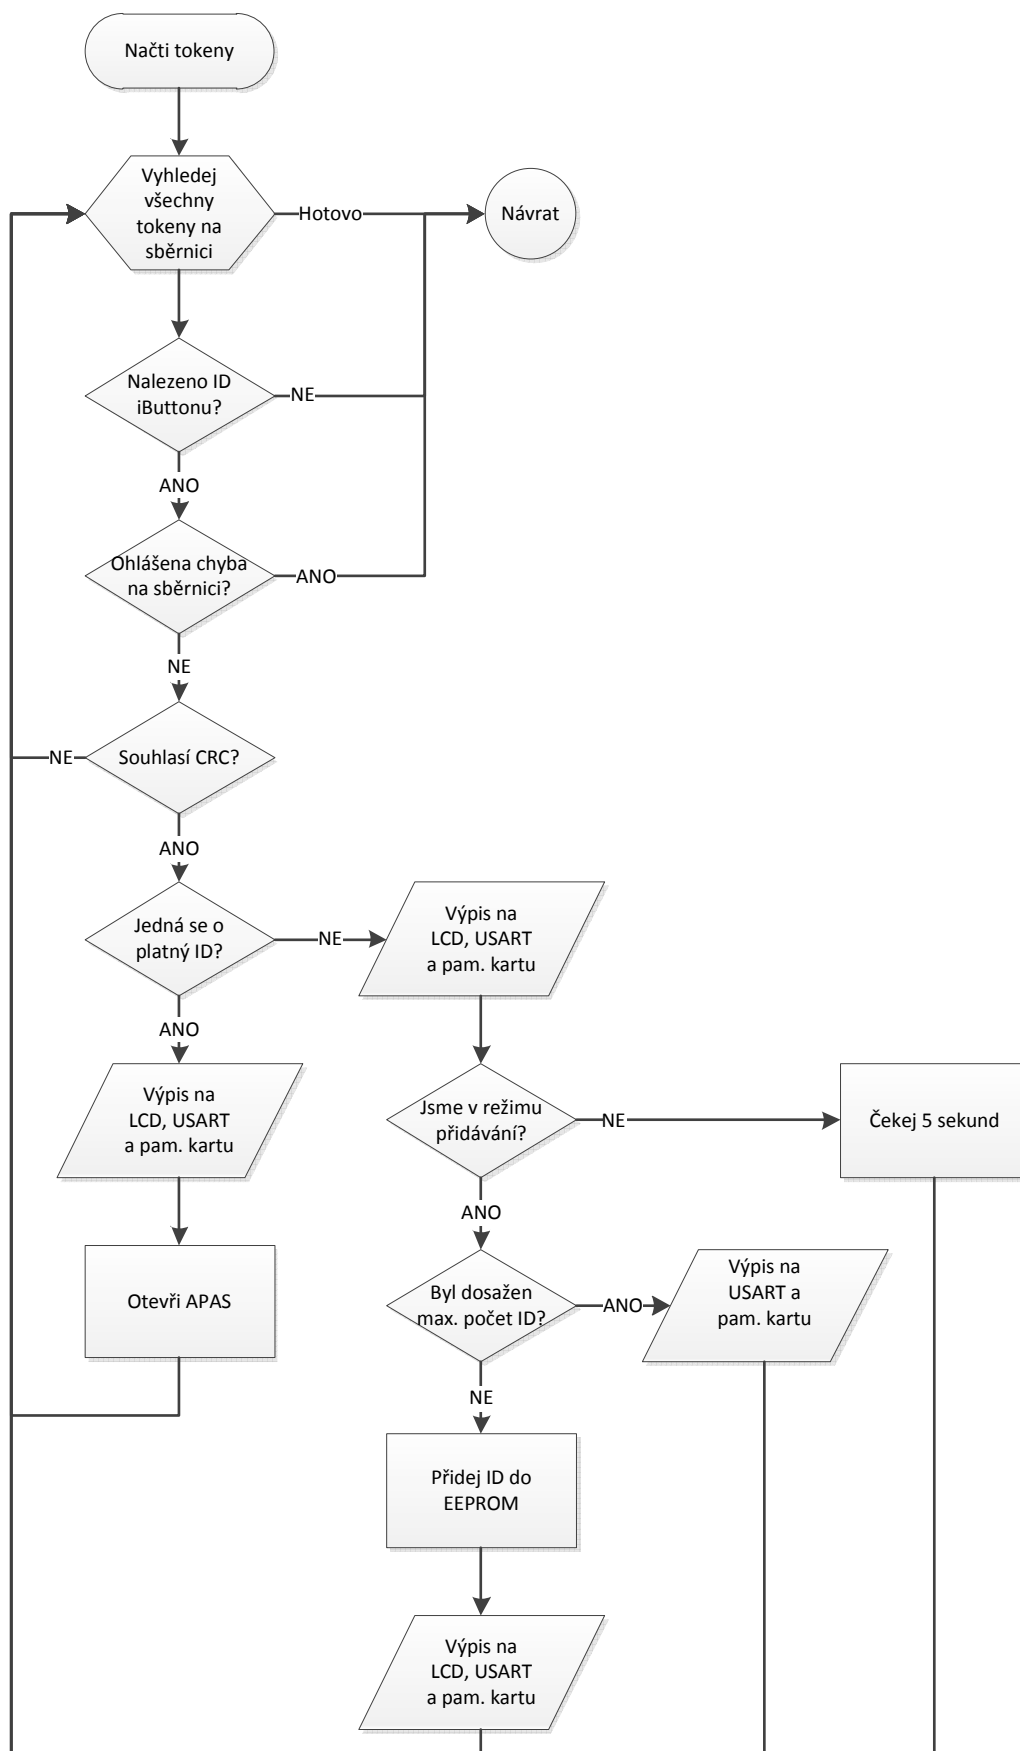 Načti tokeny
Vyhledej
všechny
tokeny na
sběrnici
Hotovo
Návrat
Nalezeno ID
iButtonu?
NE
ANO
Ohlášena chyba
na sběrnici?
ANO
NE
Souhlasí CRC?
NE
ANO
Jedná se o
platný ID?
NE
Výpis na
LCD, USART
a pam. kartu
ANO
Výpis na
LCD, USART
a pam. kartu
Jsme v režimu
přidávání?
NE
Čekej 5 sekund
ANO
Otevři APAS
Byl dosažen
max. počet ID?
ANO
Výpis na
USART a
pam. kartu
NE
Přidej ID do
EEPROM
Výpis na
LCD, USART
a pam. kartu